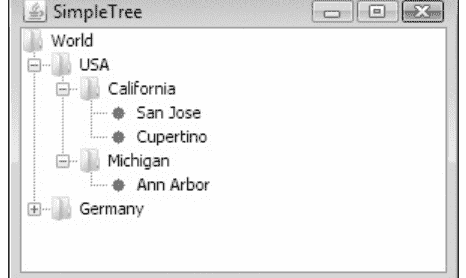 SimpleTree
World
USA
California
San Jose
Cupertino
Michigan
Ann Arbor
Germany